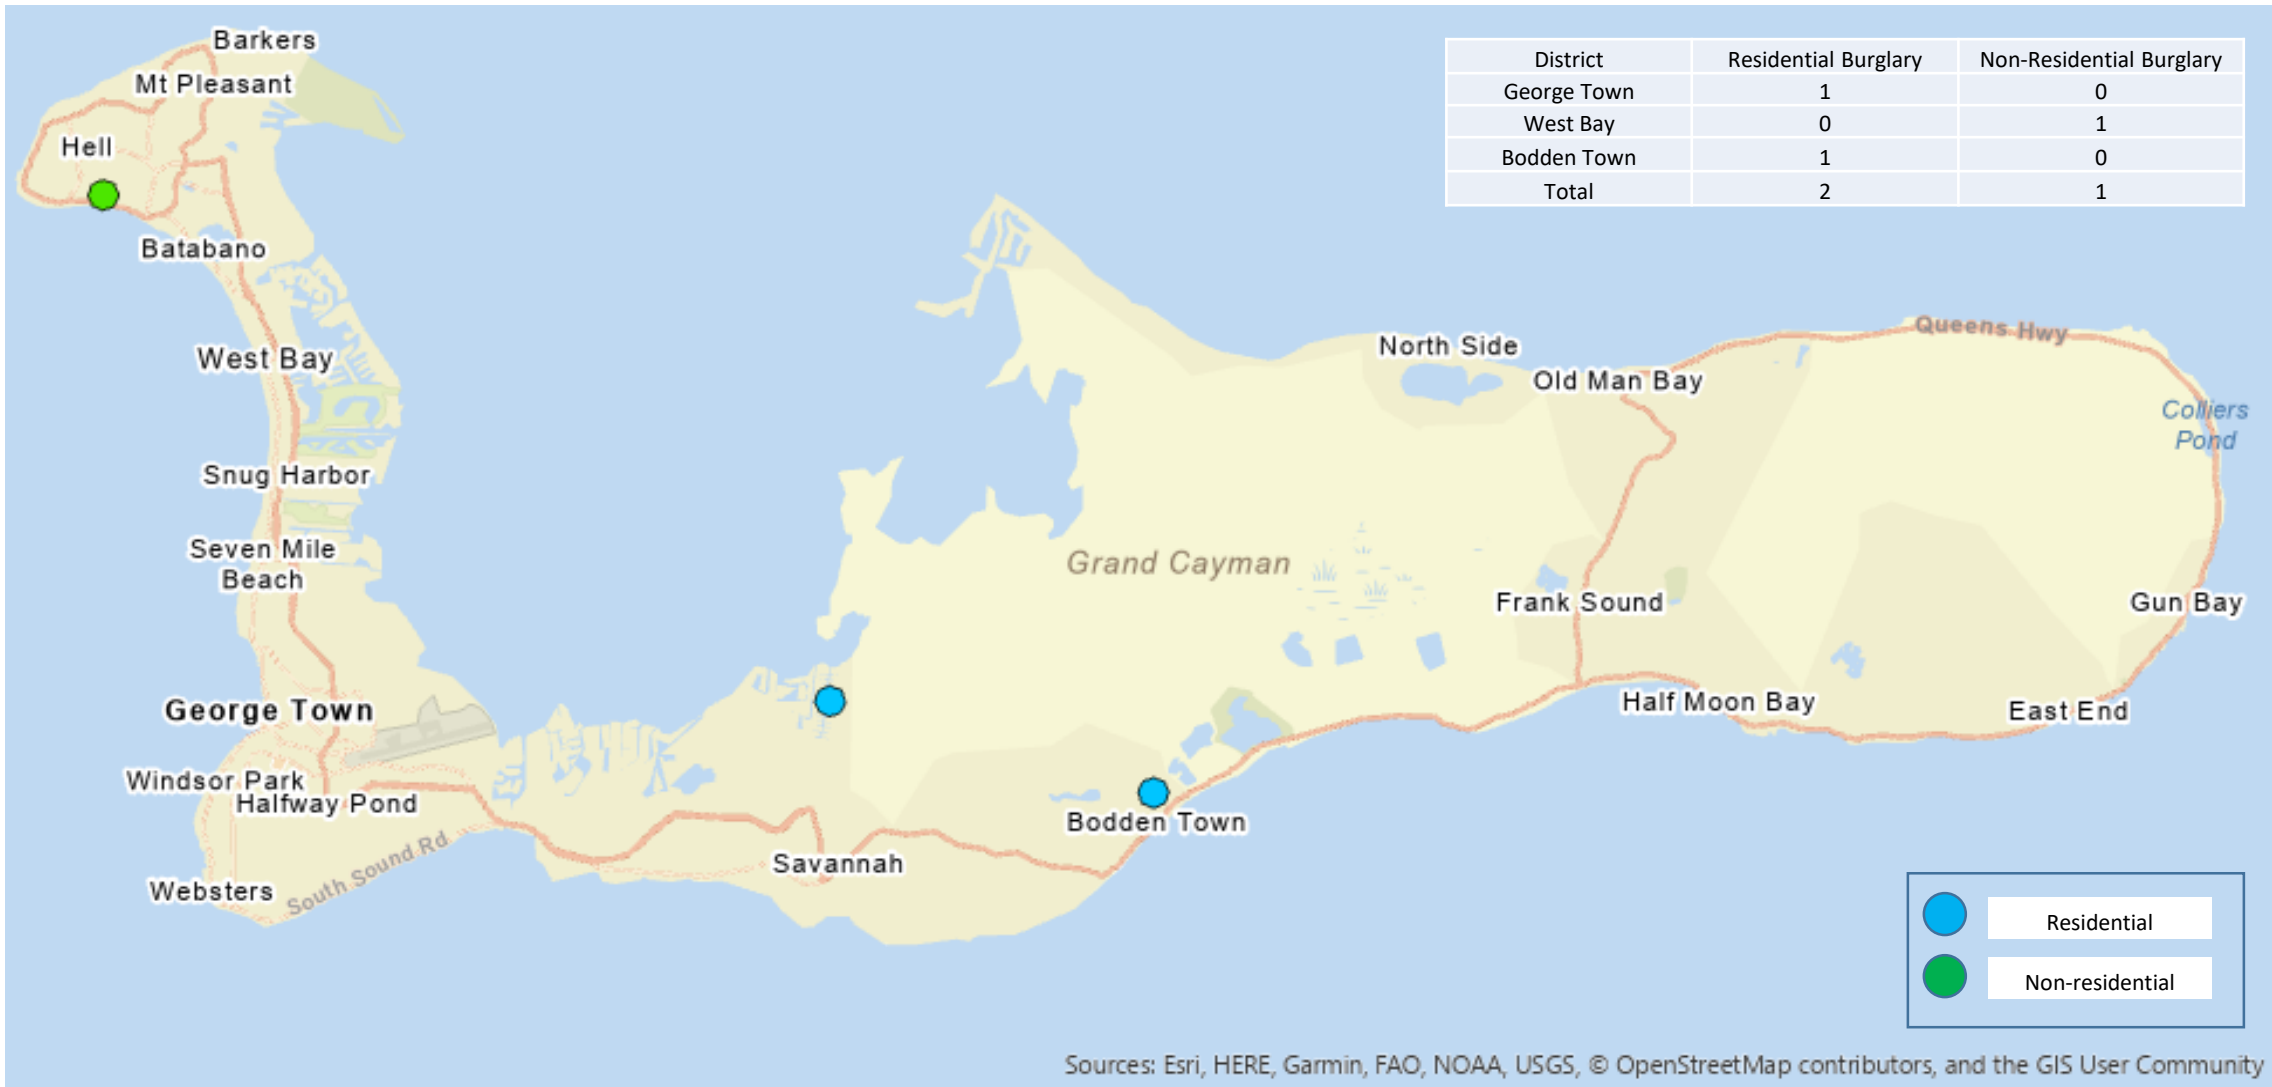 Barkers
Mt Pleasant
Hell
Batabano
West Bay
Snug Harbor
Seven Mile
Beach
George Town
Windsor Park
Halfway Pond
Websters
South Sound Rd
Savannah
Bodden Town
Grand Cayman
North Side
Old Man Bay
Queens Hwy
Colliers
Pond
Frank Sound
Gun Bay
Half Moon Bay
East End
District Residential Burglary Non-Residential Burglary
George Town 1 0
West Bay 0 1
Bodden Town 1 0
Total 2 1
Residential
Non-residential
Sources: Esri, HERE, Garmin, FAO, NOAA, USGS, © OpenStreetMap contributors, and the GIS User Community